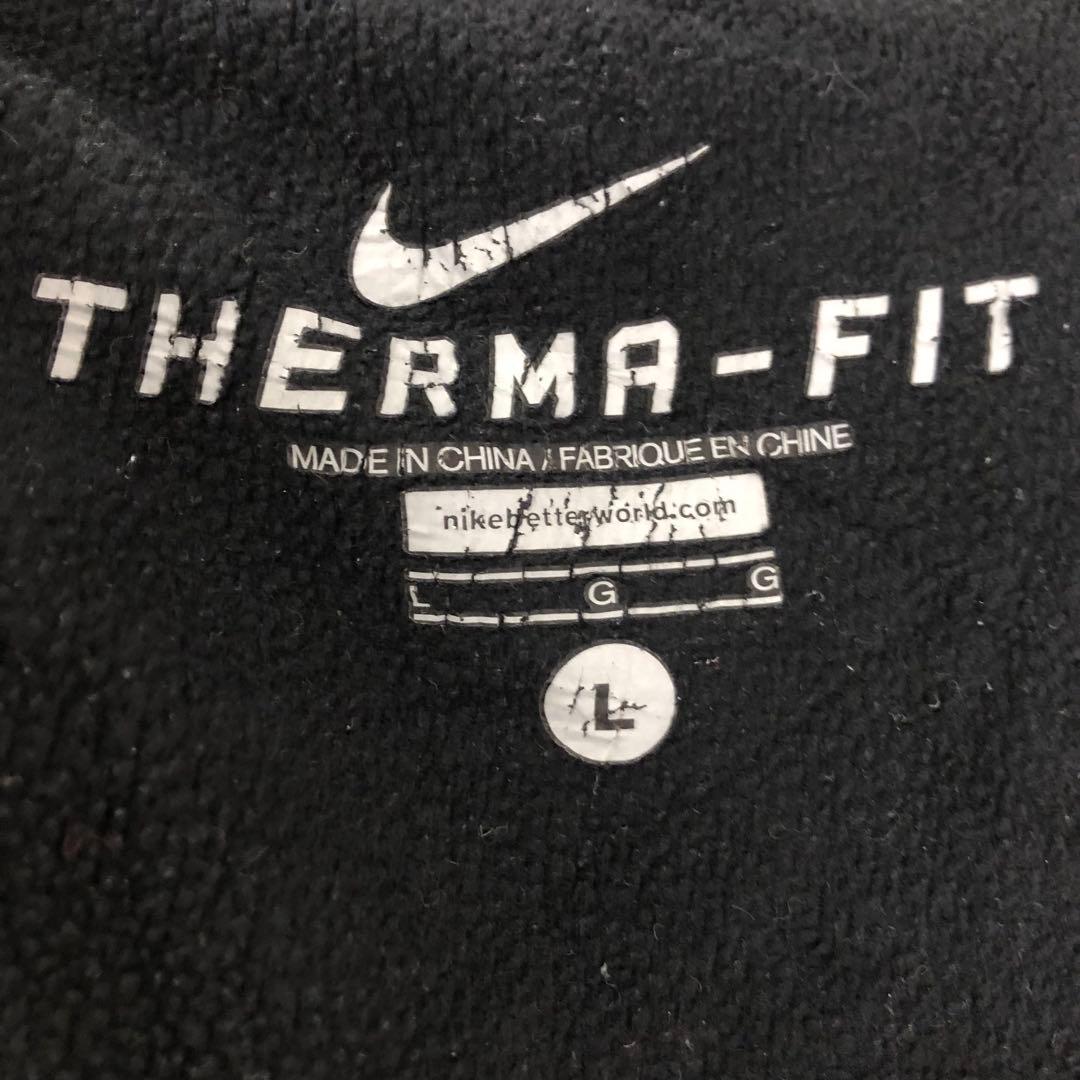 THERMA-FIT
MADE IN CHINA / FABRIQUE EN CHINE
nikebetterworld.com
L G G
L